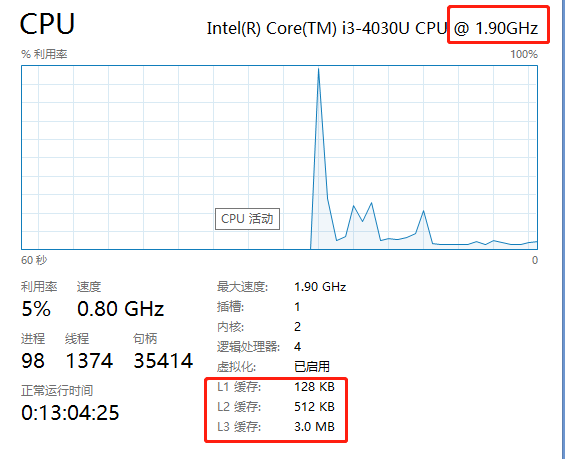 CPU
Intel(R) Core(TM) i3-4030U CPU @ 1.90GHz
% 利用率
100%
CPU 活动
60 秒
0
利用率 速度
5% 0.80 GHz
进程 线程 句柄
98 1374 35414
正常运行时间
0:13:04:25
最大速度: 1.90 GHz
插槽: 1
内核: 2
逻辑处理器: 4
虚拟化: 已启用
L1 缓存: 128 KB
L2 缓存: 512 KB
L3 缓存: 3.0 MB